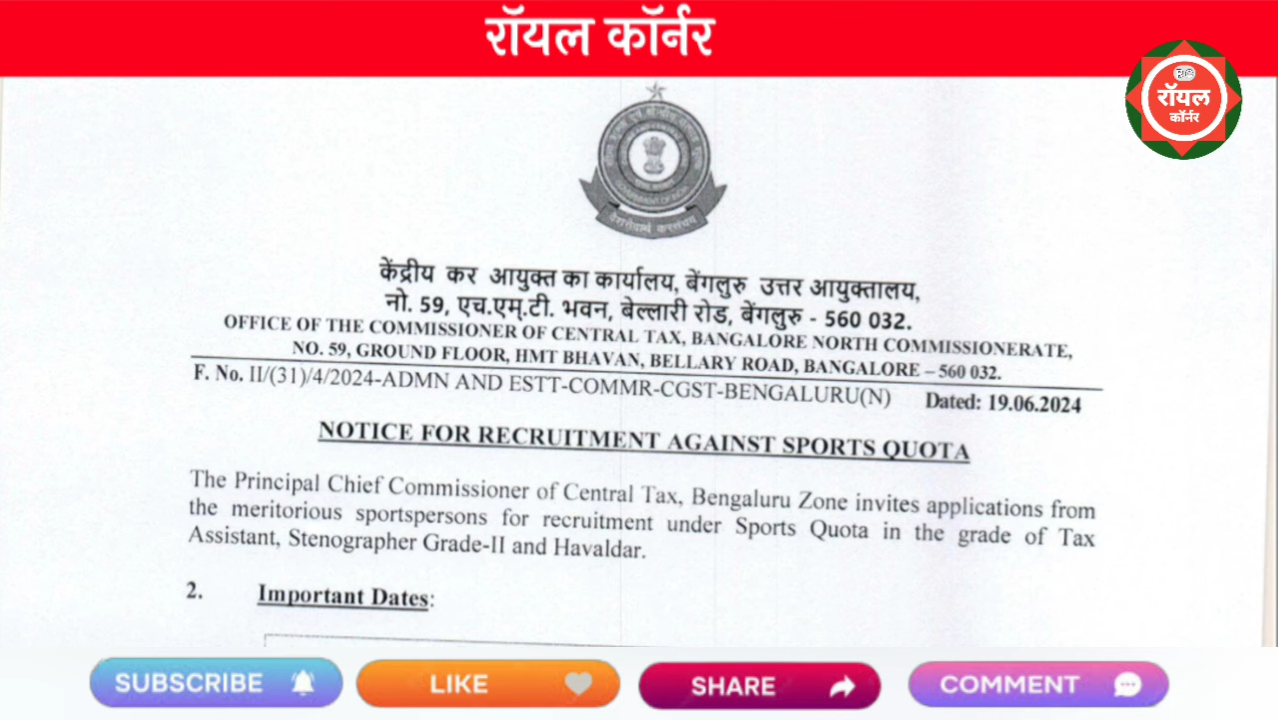 रॉयल कॉर्नर
रॉयल
कॉर्नर
केंद्रीय कर आयुक्त का कार्यालय, बेंगलुरु उत्तर आयुक्तालय,
नो. 59, एच.एम्.टी. भवन, बेल्लारी रोड, बेंगलुरु - 560 032.
OFFICE OF THE COMMISSIONER OF CENTRAL TAX, BANGALORE NORTH COMMISSIONERATE,
NO. 59, GROUND FLOOR, HMT BHAVAN, BELLARY ROAD, BANGALORE – 560 032.
F. No. II/(31)/4/2024-ADMN AND ESTT-COMMR-CGST-BENGALURU(N) Dated: 19.06.2024
NOTICE FOR RECRUITMENT AGAINST SPORTS QUOTA
The Principal Chief Commissioner of Central Tax, Bengaluru Zone invites applications from
the meritorious sportspersons for recruitment under Sports Quota in the grade of Tax
Assistant, Stenographer Grade-II and Havaldar.
2. Important Dates:
SUBSCRIBE
LIKE
SHARE
COMMENT